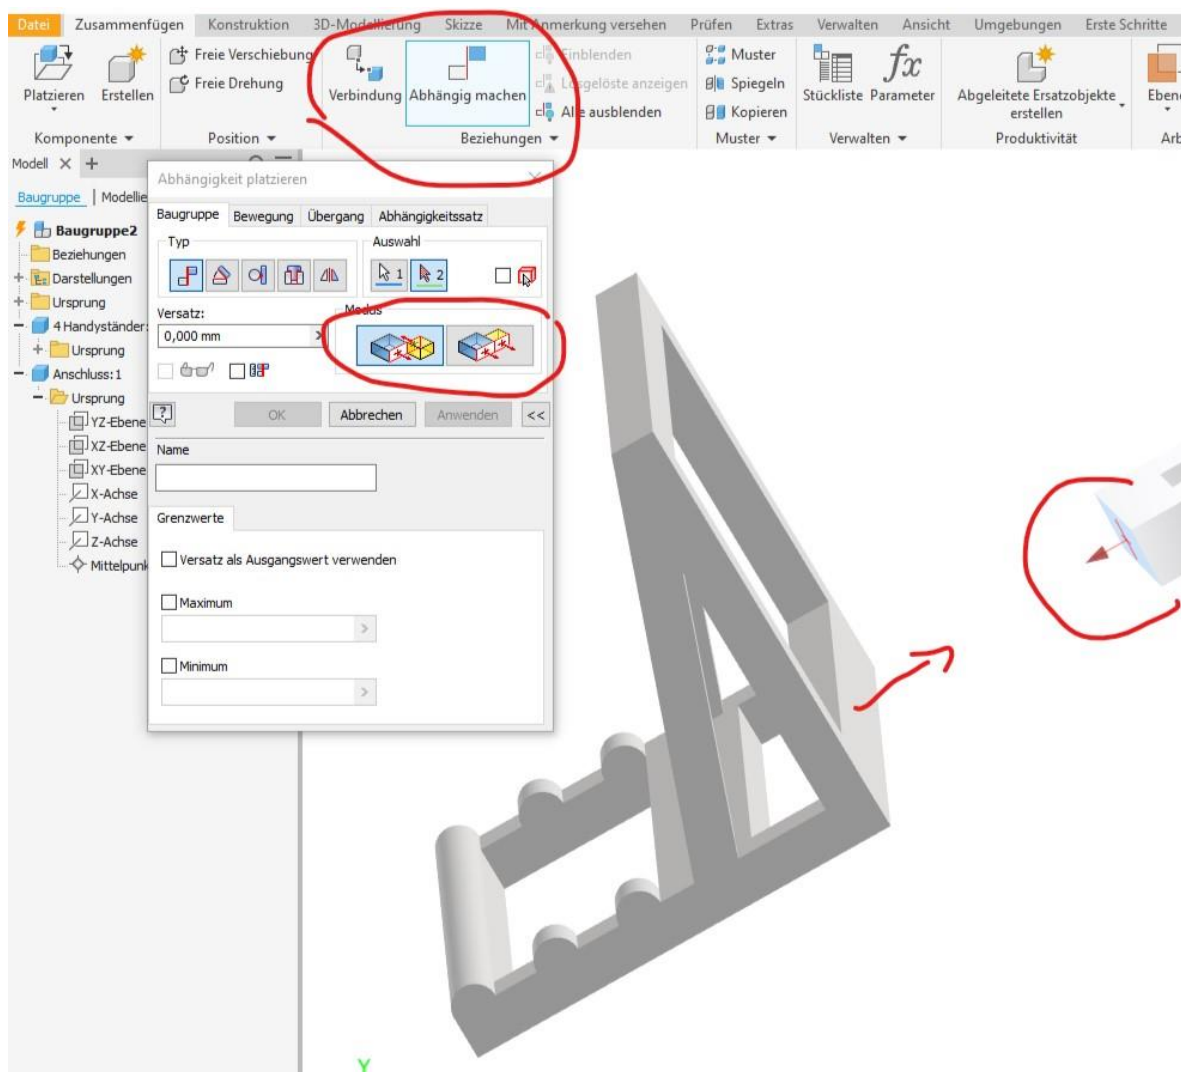 Datei Zusammenfügen Konstruktion 3D-Modellierung Skizze Mit Anmerkung versehen Prüfen Extras Verwalten Ansicht Umgebungen Erste Schritte
Platzieren Erstellen
Freie Verschiebung
Freie Drehung
Verbindung Abhängig machen
Einblenden
Losgelöste anzeigen
Alle ausblenden
Muster
Spiegeln
Kopieren
Stückliste Parameter
fx
Abgeleitete Ersatzobjekte
erstellen
Komponente Position Beziehungen Muster Verwalten Produktivität
Modell
Baugruppe
Baugruppe2
Beziehungen
Darstellungen
Ursprung
4 Handyständer:
Ursprung
Anschluss:1
Ursprung
YZ-Ebene
XZ-Ebene
XY-Ebene
X-Achse
Y-Achse
Z-Achse
Abhängigkeit platzieren
Baugruppe Bewegung Übergang Abhängigkeitssatz
Typ
Auswahl
1 2
Versatz:
0,000 mm
Modus
OK Abbrechen Anwenden <<
Name
Grenzwerte
Versatz als Ausgangswert verwenden
Maximum
Minimum
Y